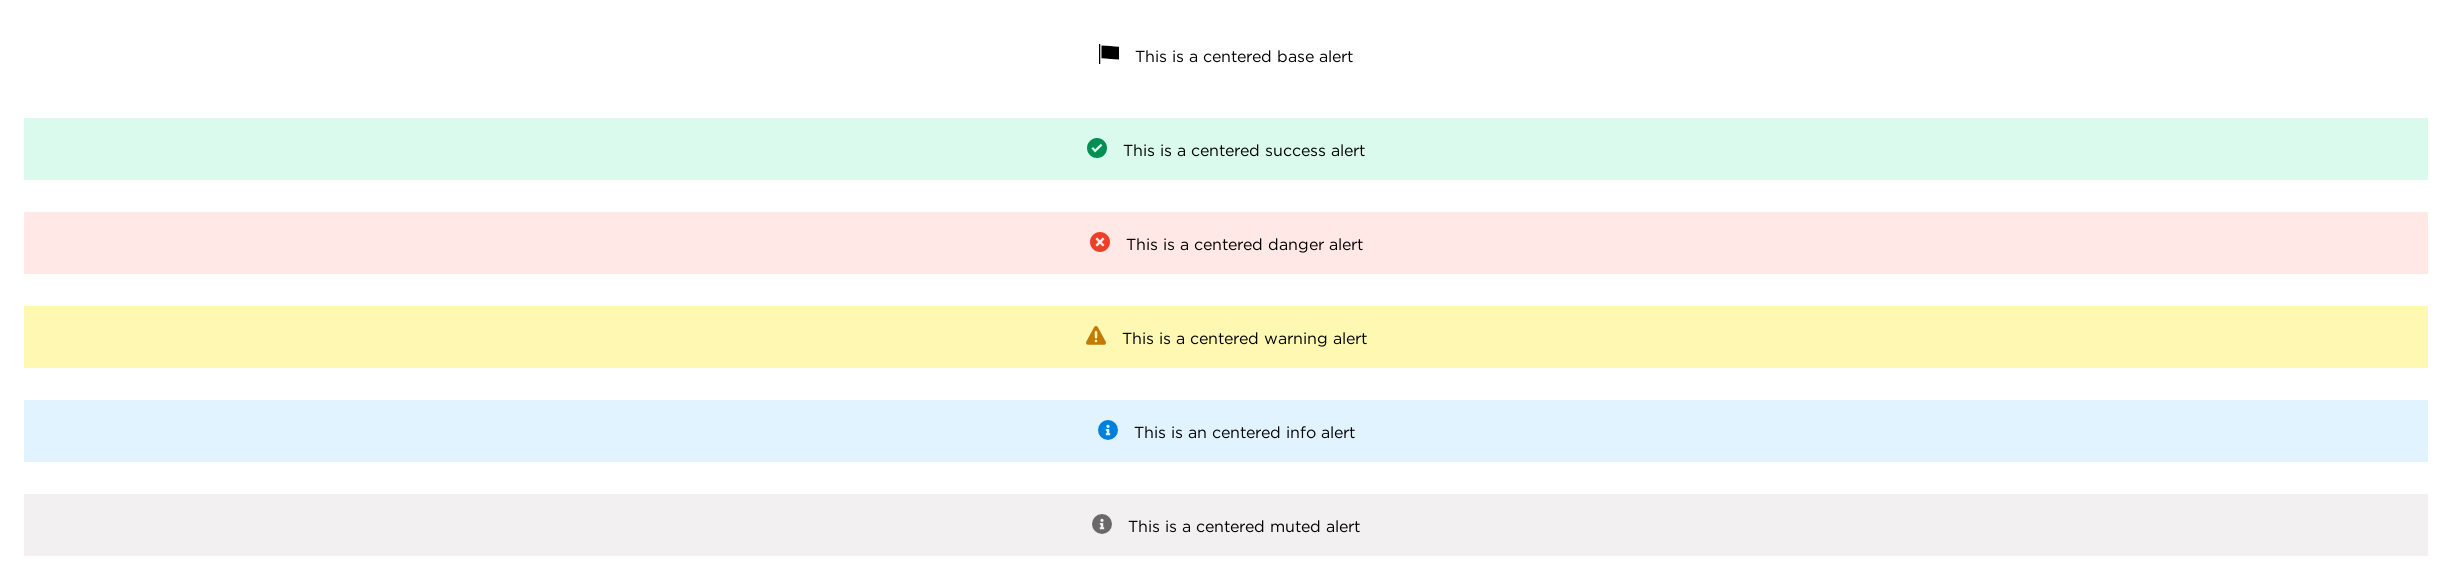 This is a centered base alert
This is a centered success alert
This is a centered danger alert
This is a centered warning alert
This is an centered info alert
This is a centered muted alert